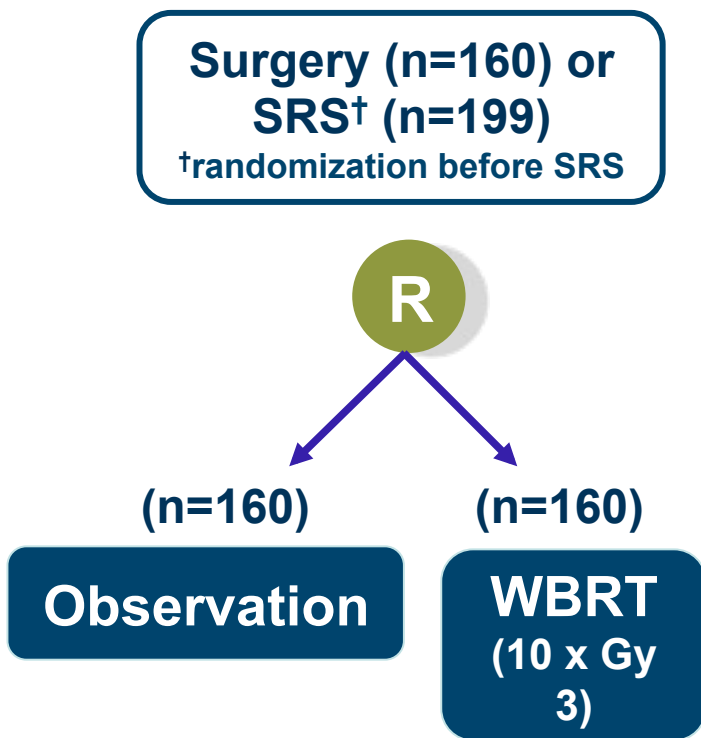 Surgery (n=160) or
SRS† (n=199)
†randomization before SRS
R
(n=160) (n=160)
Observation
WBRT
(10 x Gy
3)